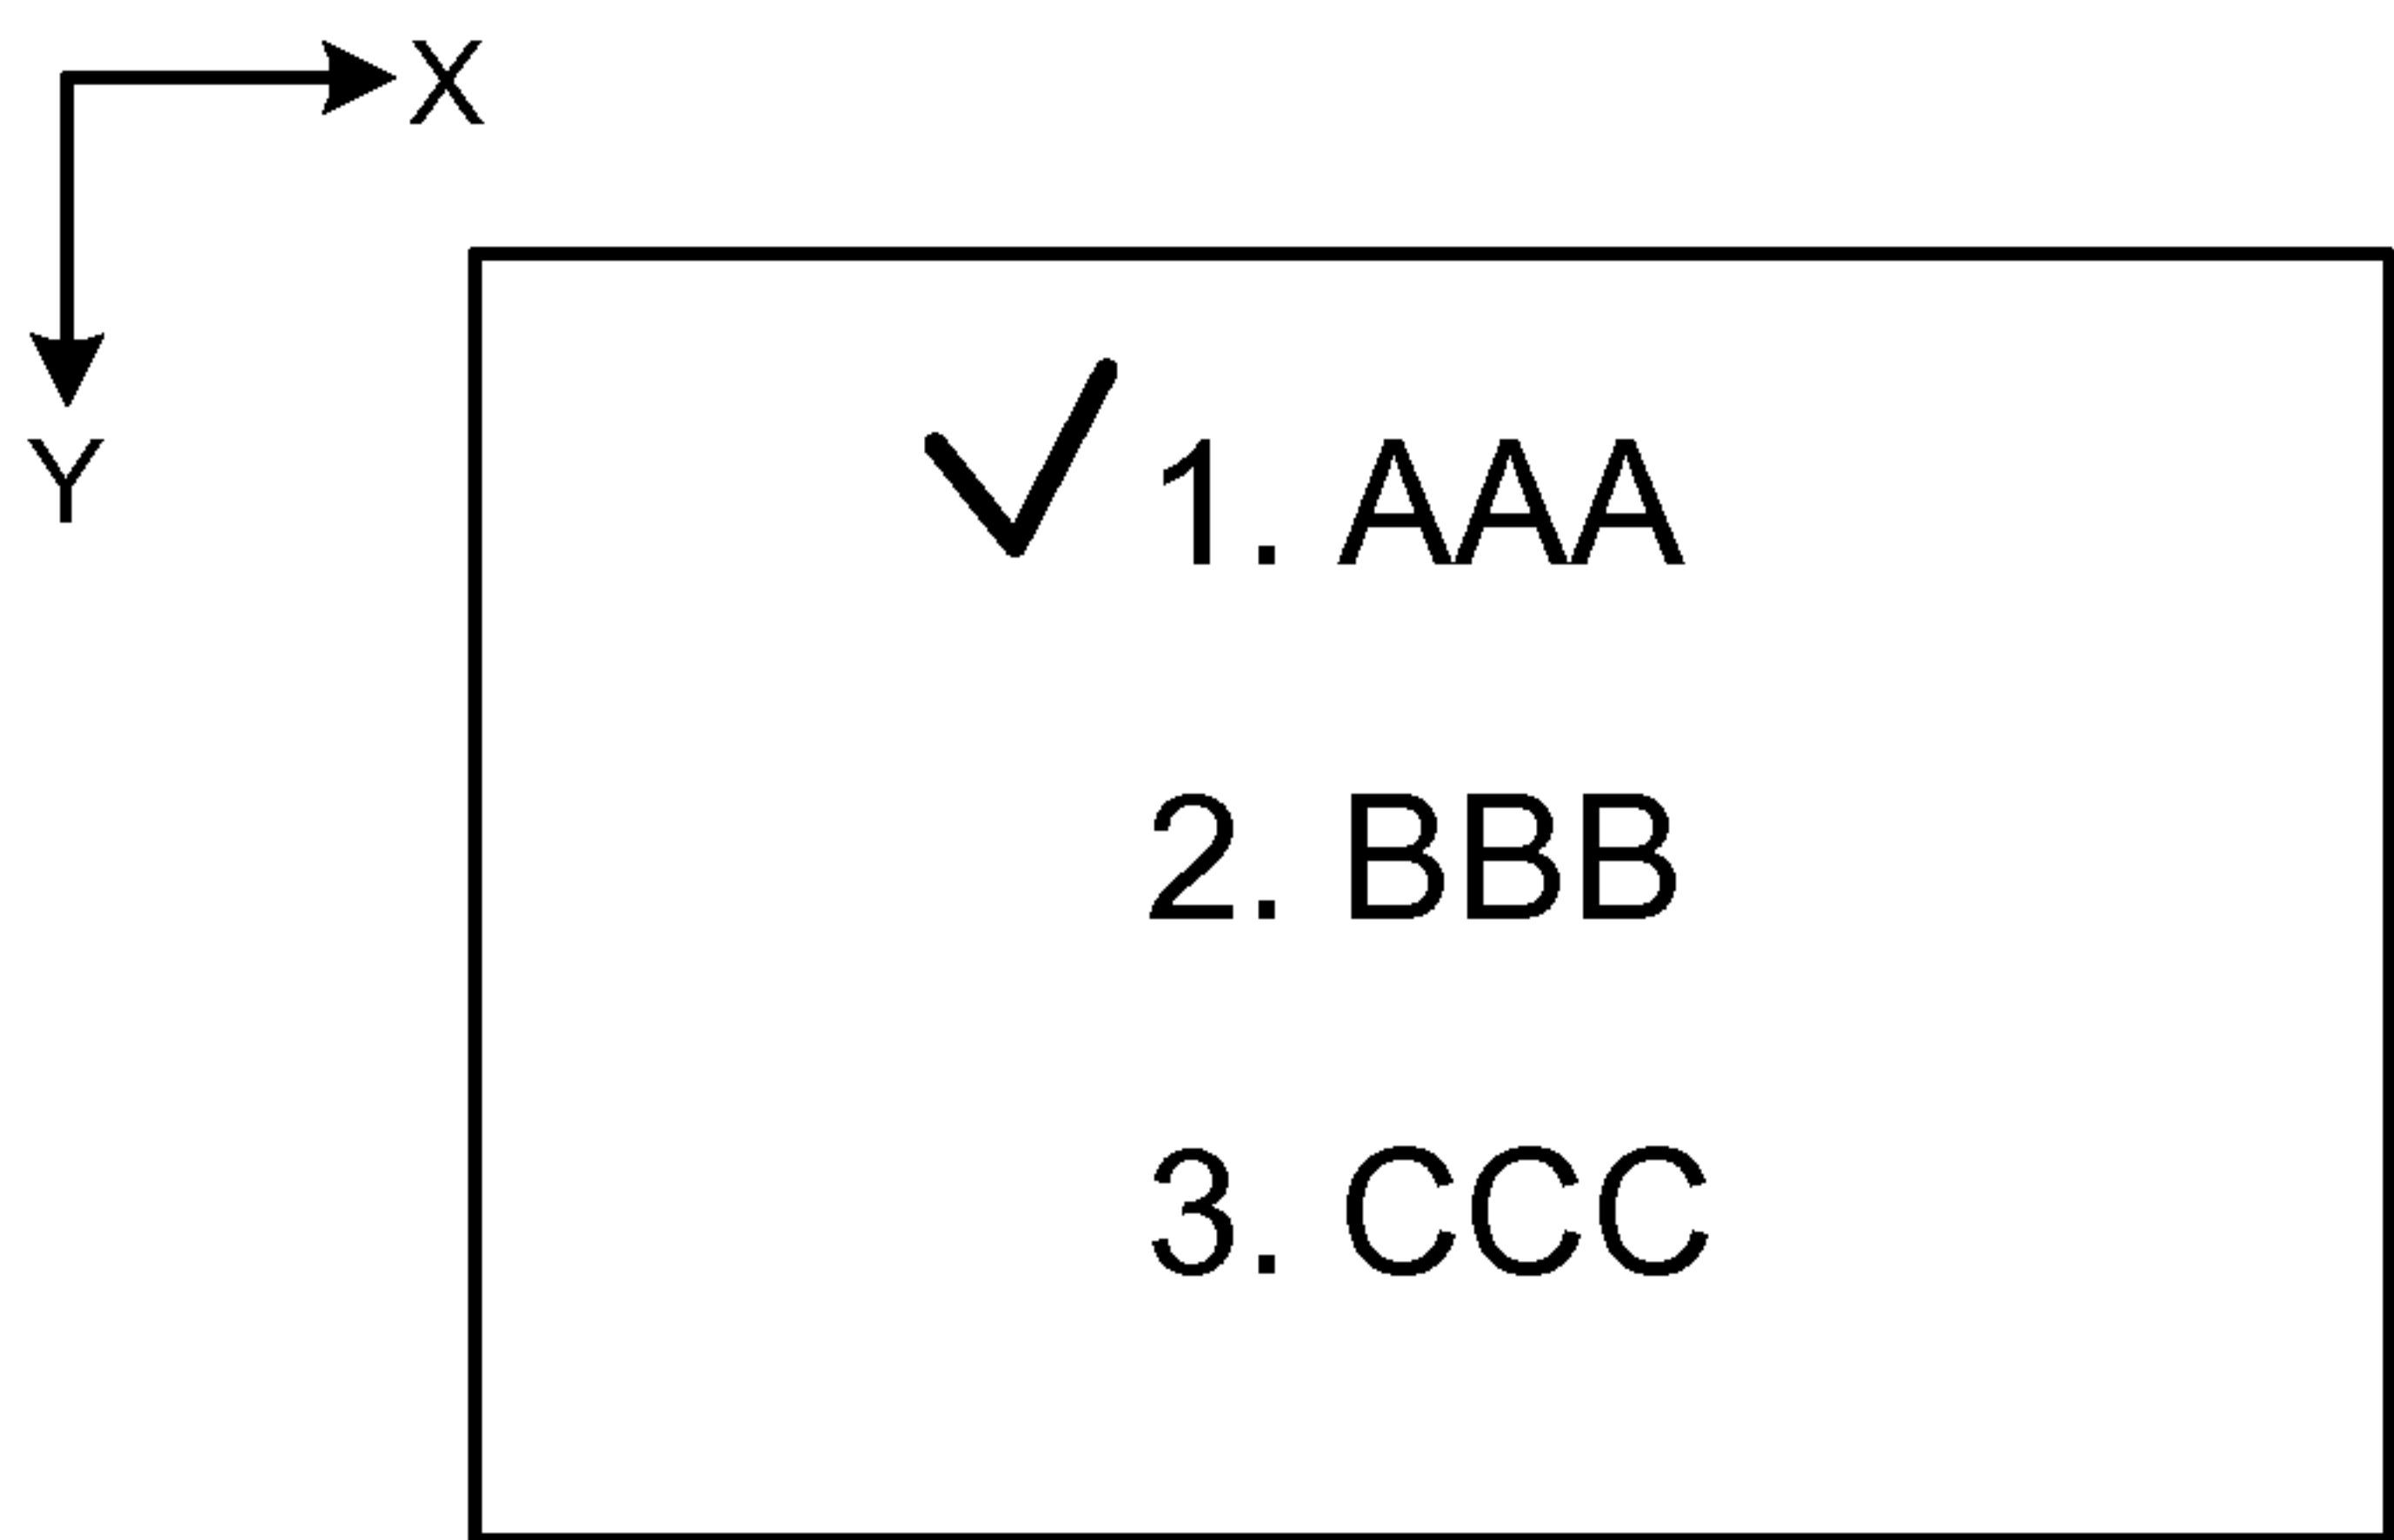 X
Y
✓ 1. AAA
2. BBB
3. CCC